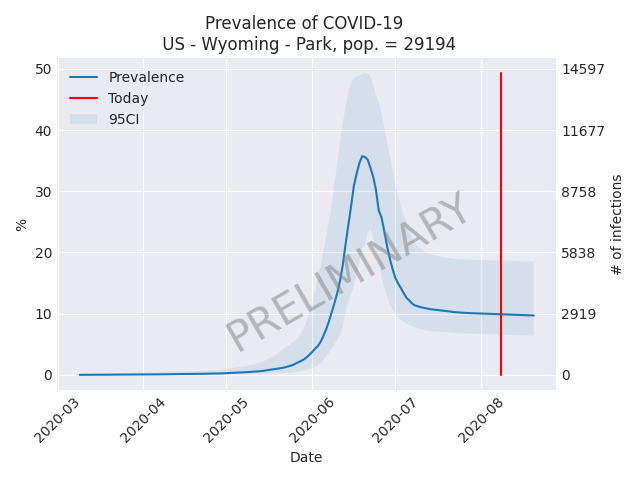 Prevalence of COVID-19
US - Wyoming - Park, pop. = 29194
Prevalence
Today
95CI
50
40
30
20
10
0
%
14597
11677
8758
5838
2919
0
# of infections
PRELIMINARY
2020-03
2020-04
2020-05
2020-06
2020-07
2020-08
Date